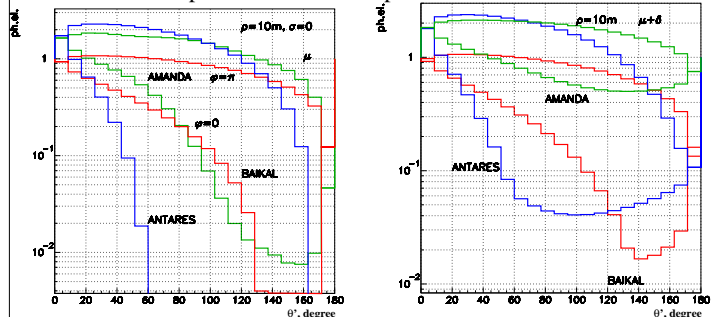 ph.el.
ρ=10m, σ=0
μ
1
AMANDA
φ=π
φ=0
10⁻¹
BAIKAL
ANTARES
10⁻²
0 20 40 60 80 100 120 140 160 180
θ', degree
ph.el.
ρ=10m μ+δ
1
AMANDA
10⁻¹
ANTARES
BAIKAL
10⁻²
0 20 40 60 80 100 120 140 160 180
θ', degree